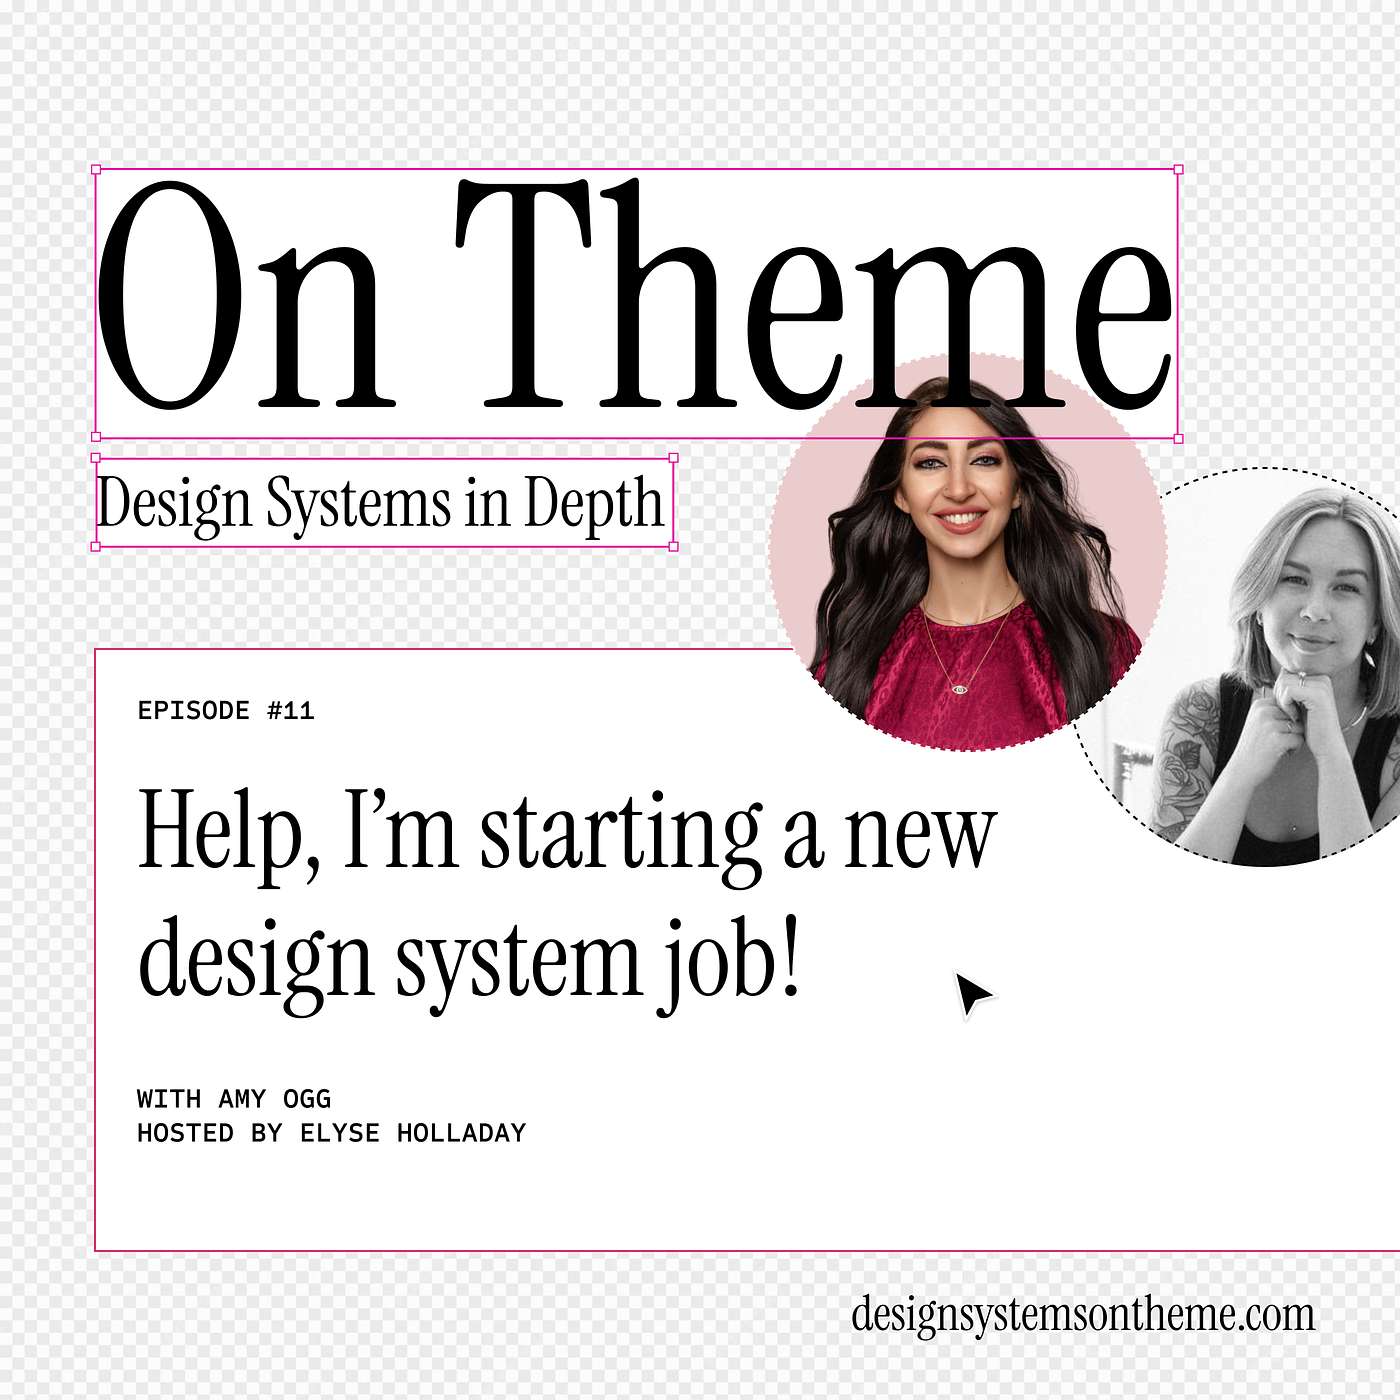 On Theme
Design Systems in Depth
EPISODE #11
Help, I’m starting a new
design system job!
WITH AMY OGG
HOSTED BY ELYSE HOLLADAY
designsystemsontheme.com